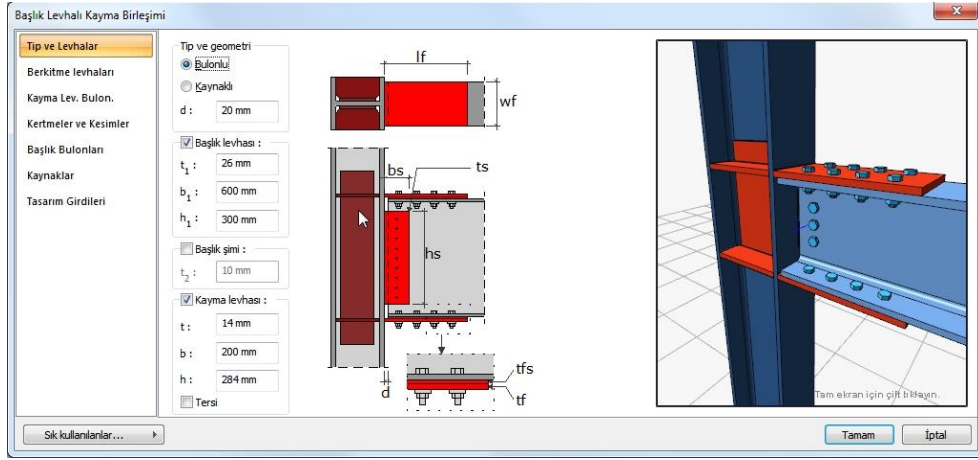 Başlık Levhalı Kayma Birleşimi
Tip ve Levhalar
Berkitme levhaları
Kayma Lev. Bulon.
Kertmeler ve Kesimler
Başlık Bulonları
Kaynaklar
Tasarım Girdileri
Tip ve geometri
Bulonlu
Kaynaklı
d : 20 mm
Başlık levhası :
t1 : 26 mm
b1 : 600 mm
h1 : 300 mm
Başlık şimi :
t2 : 10 mm
Kayma levhası :
t: 14 mm
b : 200 mm
h : 284 mm
Tersi
lf
wf
bs
ts
hs
d
tfs
tf
Tam ekran için çift tıklayın.
Sık kullanılanlar...
Tamam
İptal